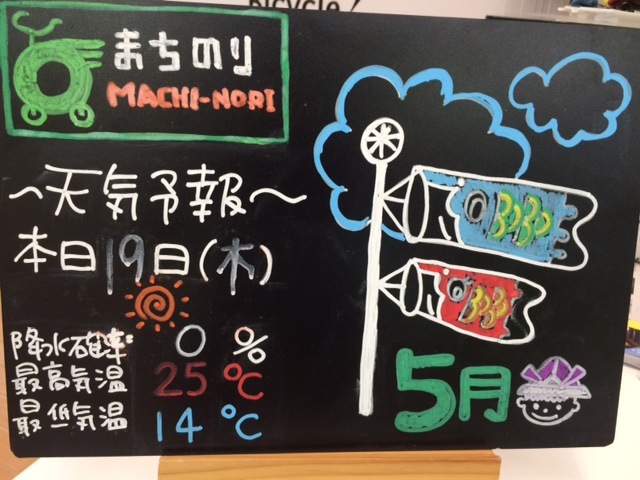 bicycle!
まちのり
MACHI-NORI
〜天気予報〜
本日19日(木)
降水確率 0 %
最高気温 25 ℃
最低気温 14 ℃
5月